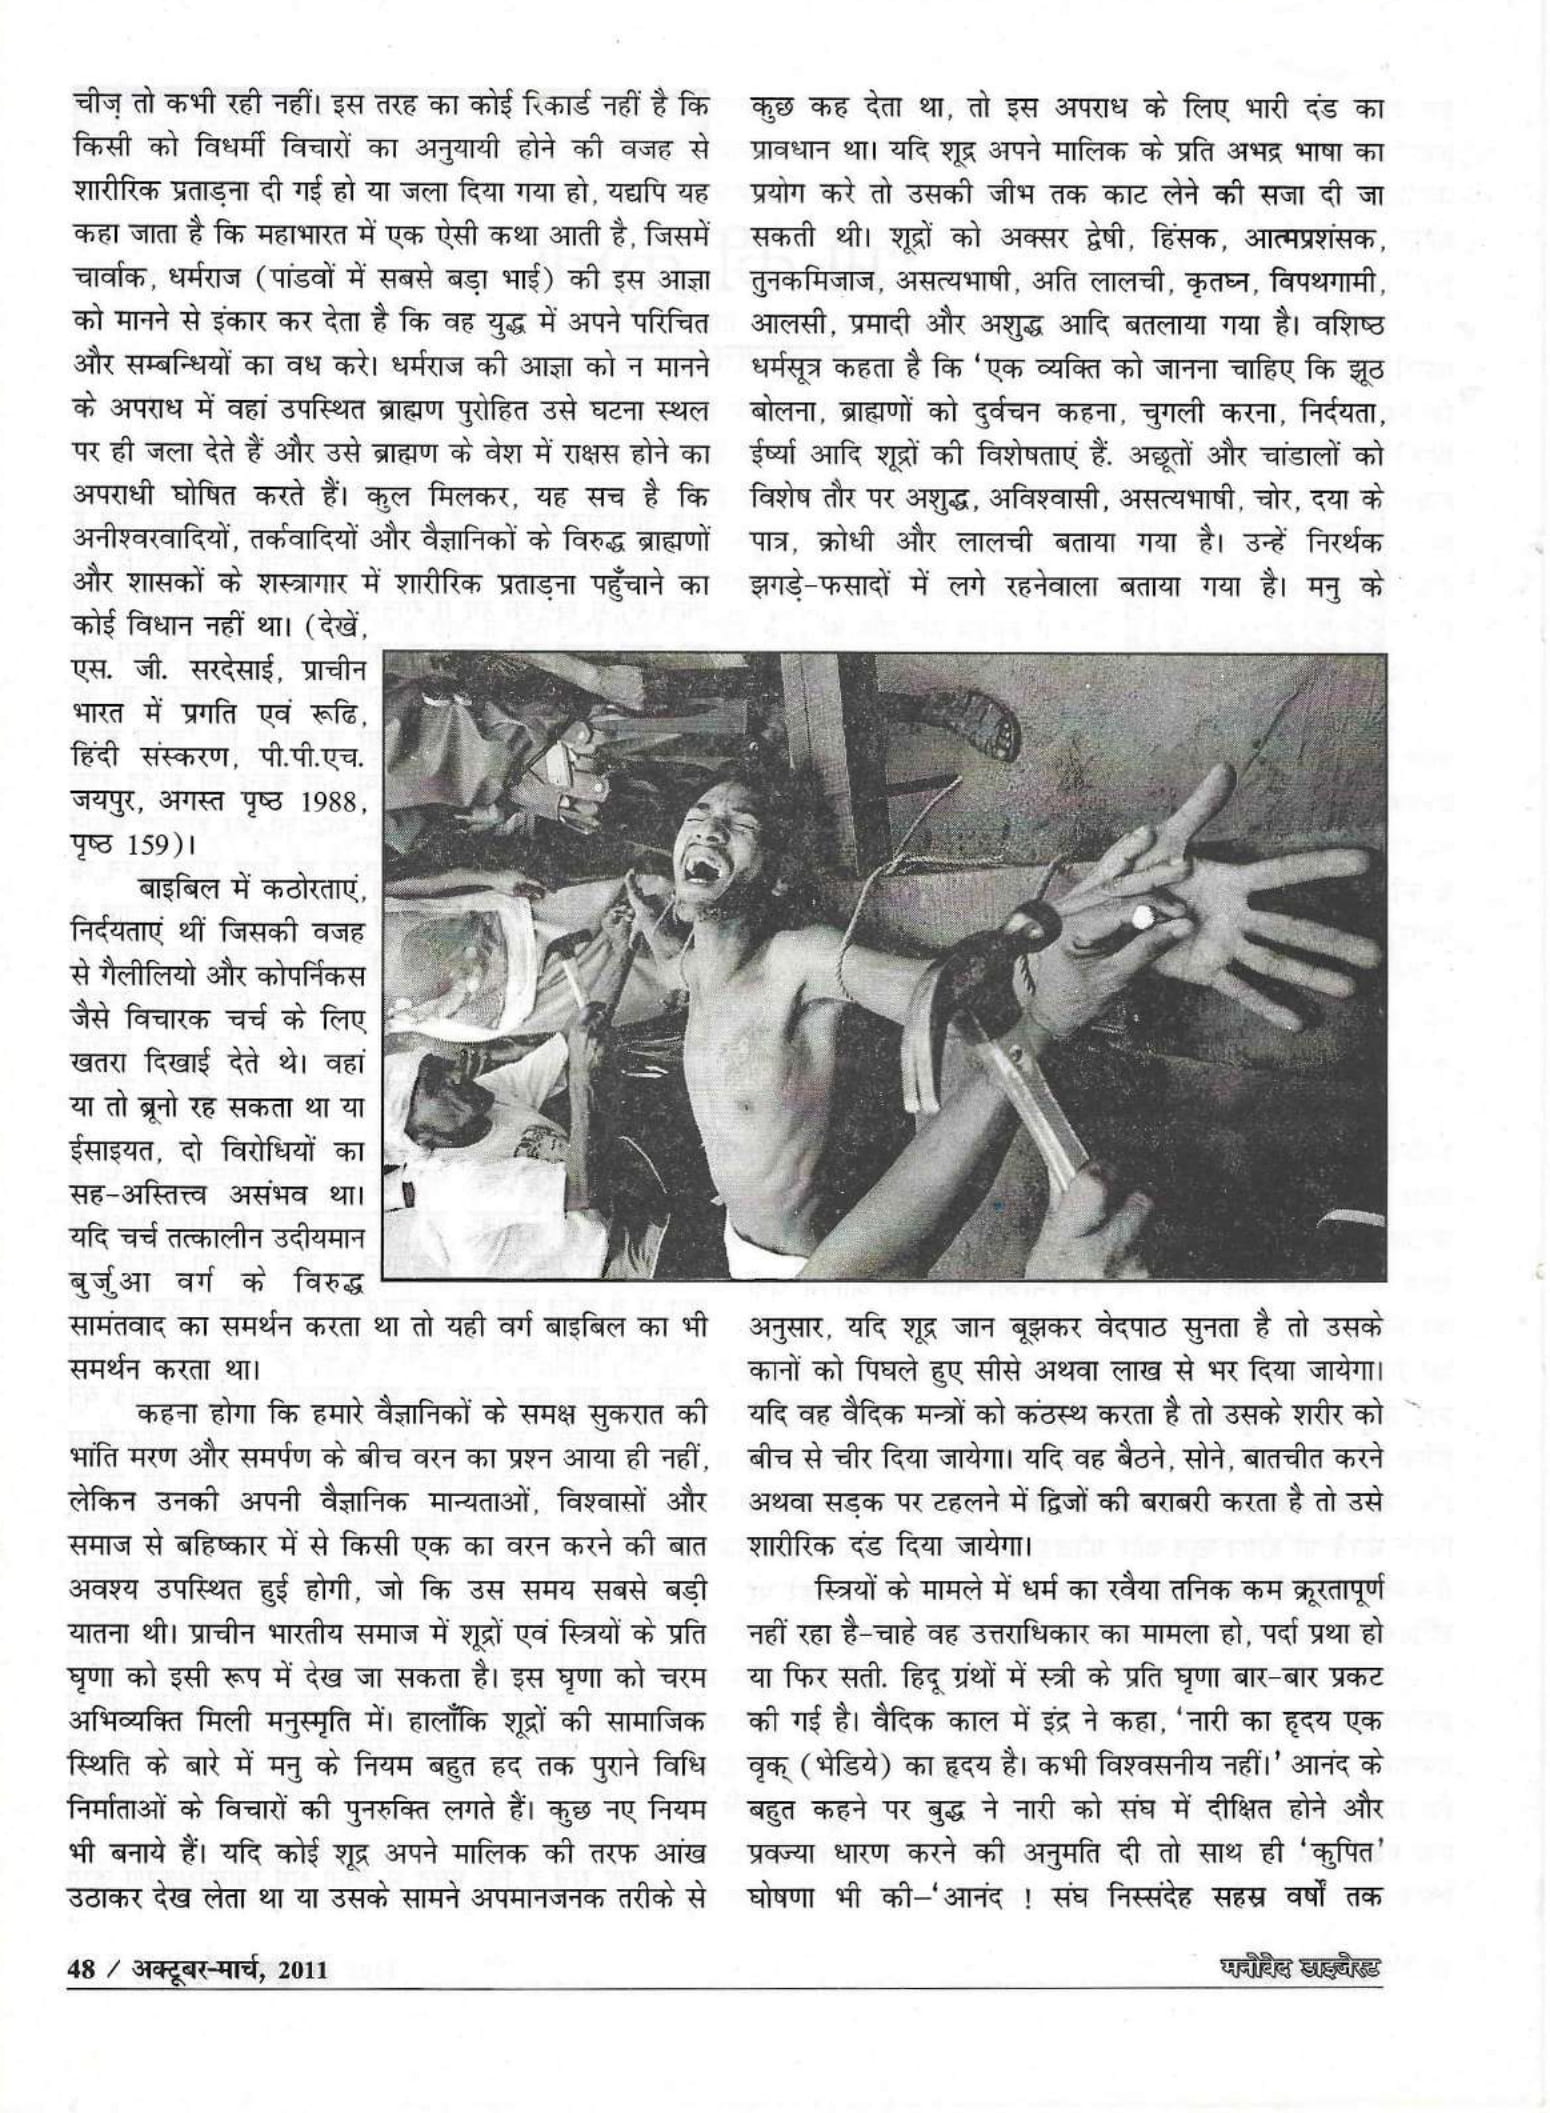 चीज़ तो कभी रही नहीं। इस तरह का कोई रिकार्ड नहीं है कि
किसी को विधर्मी विचारों का अनुयायी होने की वजह से
शारीरिक प्रताड़ना दी गई हो या जला दिया गया हो, यद्यपि यह
कहा जाता है कि महाभारत में एक ऐसी कथा आती है, जिसमें
चार्वाक, धर्मराज (पांडवों में सबसे बड़ा भाई) की इस आज्ञा
को मानने से इंकार कर देता है कि वह युद्ध में अपने परिचित
और सम्बन्धियों का वध करे। धर्मराज की आज्ञा को न मानने
के अपराध में वहां उपस्थित ब्राह्मण पुरोहित उसे घटना स्थल
पर ही जला देते हैं और उसे ब्राह्मण के वेश में राक्षस होने का
अपराधी घोषित करते हैं। कुल मिलकर, यह सच है कि
अनीश्वरवादियों, तर्कवादियों और वैज्ञानिकों के विरुद्ध ब्राह्मणों
और शासकों के शस्त्रागार में शारीरिक प्रताड़ना पहुँचाने का
कोई विधान नहीं था। (देखें,
एस. जी. सरदेसाई, प्राचीन
भारत में प्रगति एवं रूढि,
हिंदी संस्करण, पी.पी.एच.
जयपुर, अगस्त पृष्ठ 1988,
पृष्ठ 159)।
बाइबिल में कठोरताएं,
निर्दयताएं थीं जिसकी वजह
से गैलीलियो और कोपर्निकस
जैसे विचारक चर्च के लिए
खतरा दिखाई देते थे। वहां
या तो ब्रूनो रह सकता था या
ईसाइयत, दो विरोधियों का
सह-अस्तित्त्व असंभव था।
यदि चर्च तत्कालीन उदीयमान
बुर्जुआ वर्ग के विरुद्ध
सामंतवाद का समर्थन करता था तो यही वर्ग बाइबिल का भी
समर्थन करता था।
कहना होगा कि हमारे वैज्ञानिकों के समक्ष सुकरात की
भांति मरण और समर्पण के बीच वरन का प्रश्न आया ही नहीं,
लेकिन उनकी अपनी वैज्ञानिक मान्यताओं, विश्वासों और
समाज से बहिष्कार में से किसी एक का वरन करने की बात
अवश्य उपस्थित हुई होगी, जो कि उस समय सबसे बड़ी
यातना थी। प्राचीन भारतीय समाज में शूद्रों एवं स्त्रियों के प्रति
घृणा को इसी रूप में देख जा सकता है। इस घृणा को चरम
अभिव्यक्ति मिली मनुस्मृति में। हालाँकि शूद्रों की सामाजिक
स्थिति के बारे में मनु के नियम बहुत हद तक पुराने विधि
निर्माताओं के विचारों की पुनरुक्ति लगते हैं। कुछ नए नियम
भी बनाये हैं। यदि कोई शूद्र अपने मालिक की तरफ आंख
उठाकर देख लेता था या उसके सामने अपमानजनक तरीके से
कुछ कह देता था, तो इस अपराध के लिए भारी दंड का
प्रावधान था। यदि शूद्र अपने मालिक के प्रति अभद्र भाषा का
प्रयोग करे तो उसकी जीभ तक काट लेने की सजा दी जा
सकती थी। शूद्रों को अक्सर द्वेषी, हिंसक, आत्मप्रशंसक,
तुनकमिजाज, असत्यभाषी, अति लालची, कृतघ्न, विपथगामी,
आलसी, प्रमादी और अशुद्ध आदि बतलाया गया है। वशिष्ठ
धर्मसूत्र कहता है कि ‘एक व्यक्ति को जानना चाहिए कि झूठ
बोलना, ब्राह्मणों को दुर्वचन कहना, चुगली करना, निर्दयता,
ईर्ष्या आदि शूद्रों की विशेषताएं हैं. अछूतों और चांडालों को
विशेष तौर पर अशुद्ध, अविश्वासी, असत्यभाषी, चोर, दया के
पात्र, क्रोधी और लालची बताया गया है। उन्हें निरर्थक
झगड़े-फसादों में लगे रहनेवाला बताया गया है। मनु के
अनुसार, यदि शूद्र जान बूझकर वेदपाठ सुनता है तो उसके
कानों को पिघले हुए सीसे अथवा लाख से भर दिया जायेगा।
यदि वह वैदिक मन्त्रों को कंठस्थ करता है तो उसके शरीर को
बीच से चीर दिया जायेगा। यदि वह बैठने, सोने, बातचीत करने
अथवा सड़क पर टहलने में द्विजों की बराबरी करता है तो उसे
शारीरिक दंड दिया जायेगा।
स्त्रियों के मामले में धर्म का रवैया तनिक कम क्रूरतापूर्ण
नहीं रहा है-चाहे वह उत्तराधिकार का मामला हो, पर्दा प्रथा हो
या फिर सती. हिदू ग्रंथों में स्त्री के प्रति घृणा बार-बार प्रकट
की गई है। वैदिक काल में इंद्र ने कहा, ‘नारी का हृदय एक
वृक् (भेडिये) का हृदय है। कभी विश्वसनीय नहीं।’ आनंद के
बहुत कहने पर बुद्ध ने नारी को संघ में दीक्षित होने और
प्रवज्या धारण करने की अनुमति दी तो साथ ही ‘कुपित’
घोषणा भी की–‘आनंद ! संघ निस्संदेह सहस्र वर्षों तक
48 / अक्टूबर-मार्च, 2011
मनोवेद डाइजेस्ट